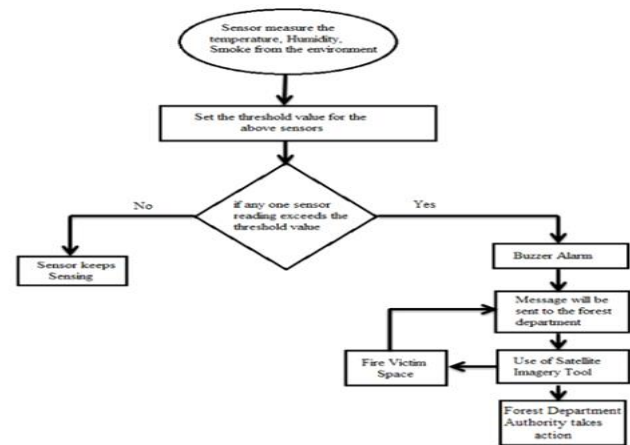 Sensor measure the
temperature, Humidity,
Smoke from the environment
Set the threshold value for the
above sensors
if any one sensor
reading exceeds the
threshold value
No
Yes
Sensor keeps
Sensing
Buzzer Alarm
Message will be
sent to the forest
department
Use of Satellite
Imagery Tool
Fire Victim
Space
Forest Department
Authority takes
action